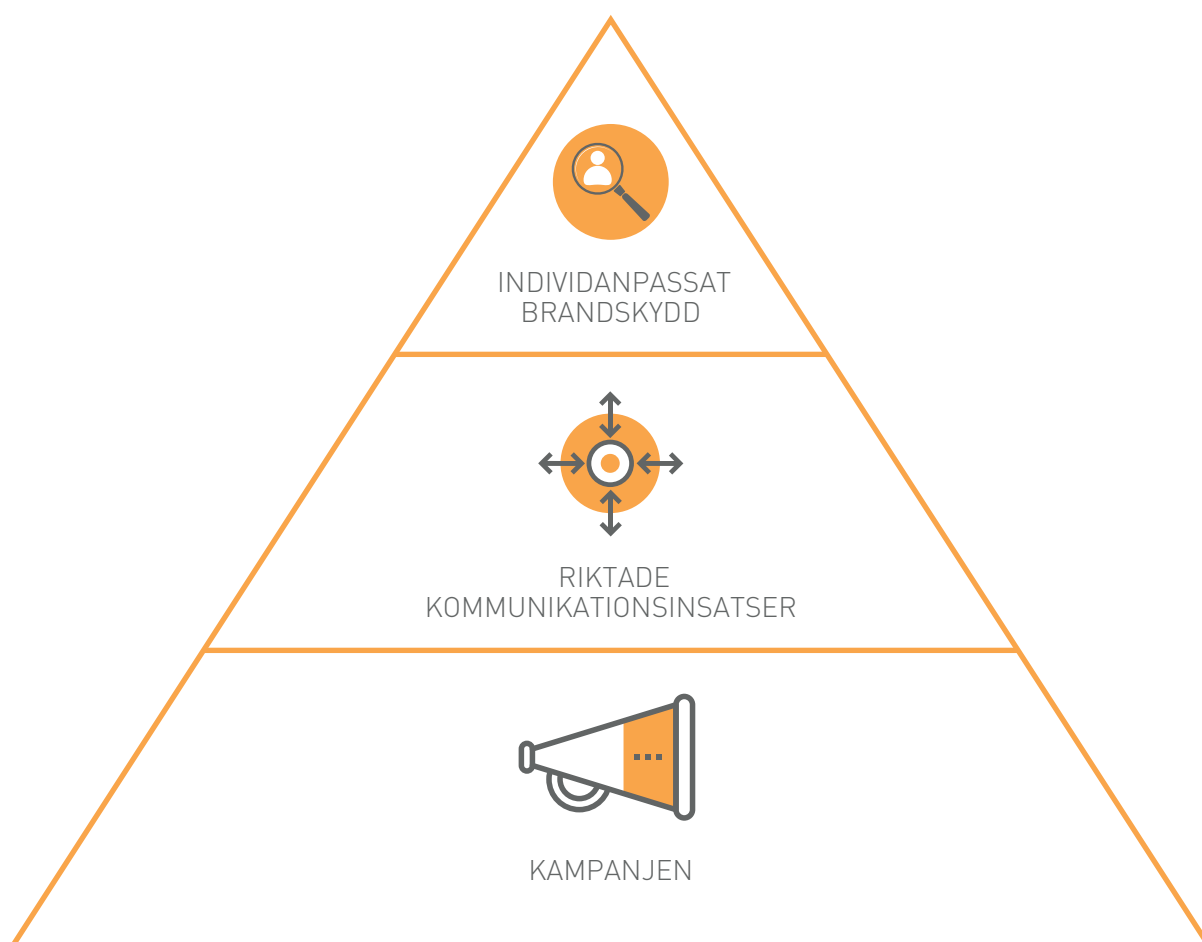 INDIVIDANPASSAT
BRANDSKYDD
RIKTADE
KOMMUNIKATIONSINSATSER
KAMPANJEN